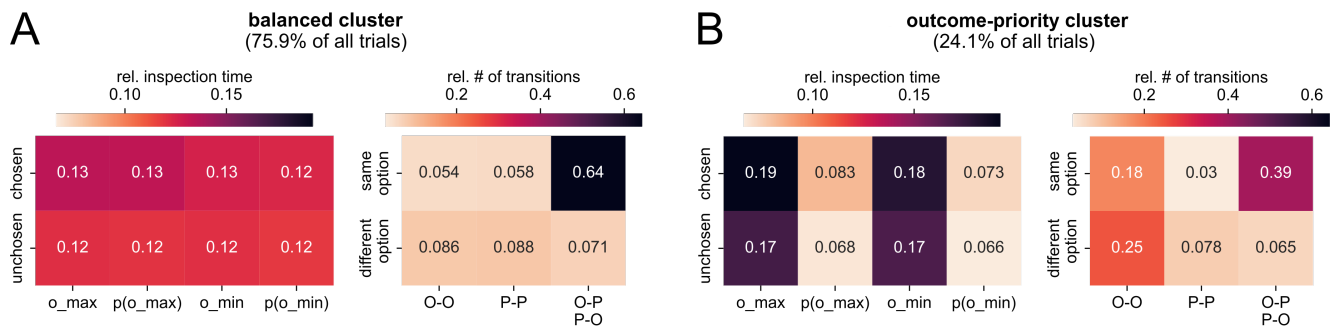 A
balanced cluster
(75.9% of all trials)
rel. inspection time
0.10 0.15
chosen
unchosen
0.13 0.13 0.13 0.12
0.12 0.12 0.12 0.12
o_max p(o_max) o_min p(o_min)
rel. # of transitions
0.2 0.4 0.6
same
option
different
option
0.054 0.058 0.64
0.086 0.088 0.071
O-O P-P O-P
P-O
B
outcome-priority cluster
(24.1% of all trials)
rel. inspection time
0.10 0.15
chosen
unchosen
0.19 0.083 0.18 0.073
0.17 0.068 0.17 0.066
o_max p(o_max) o_min p(o_min)
rel. # of transitions
0.2 0.4 0.6
same
option
different
option
0.18 0.03 0.39
0.25 0.078 0.065
O-O P-P O-P
P-O